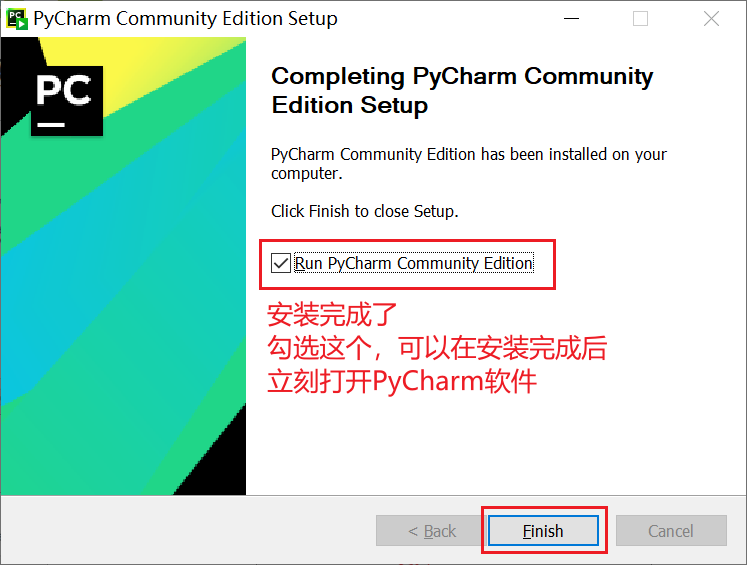 PyCharm Community Edition Setup
PC
Completing PyCharm Community
Edition Setup
PyCharm Community Edition has been installed on your
computer.
Click Finish to close Setup.
Run PyCharm Community Edition
安装完成了
勾选这个，可以在安装完成后
立刻打开PyCharm软件
< Back
Finish
Cancel